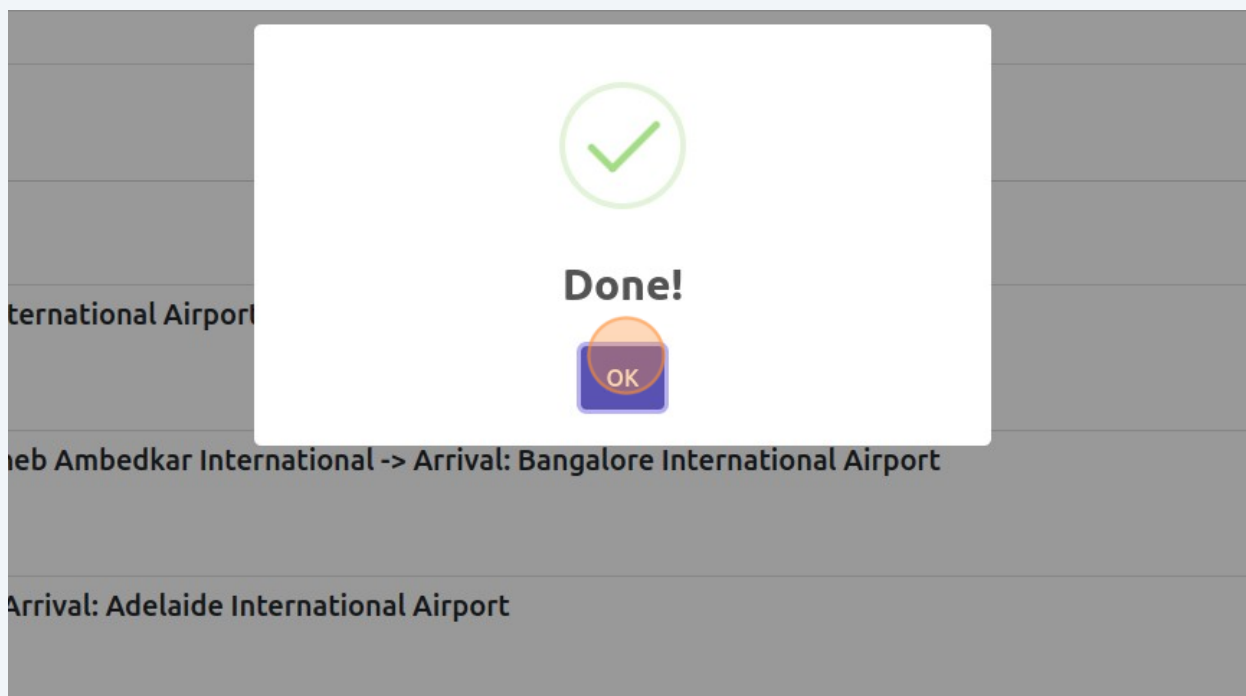 Done!
OK
ternational Airport
heb Ambedkar International -> Arrival: Bangalore International Airport
Arrival: Adelaide International Airport